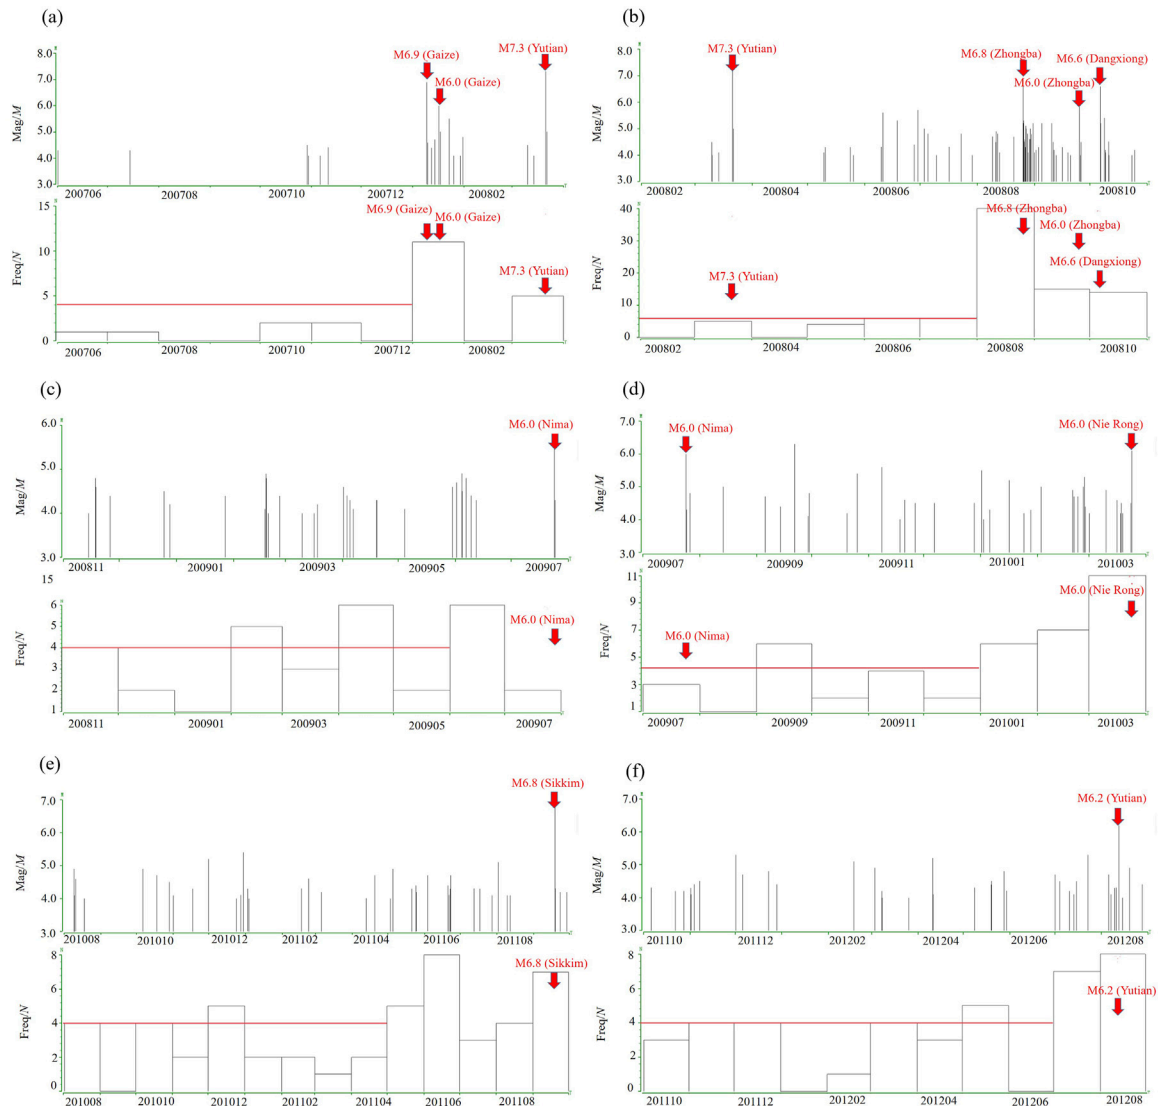 (a)
M6.9 (Gaize)
M6.0 (Gaize)
M7.3 (Yutian)
Mag/M
8.0
7.0
6.0
5.0
4.0
3.0
200706 200708 200710 200712 200802
M6.9 (Gaize)
M6.0 (Gaize)
M7.3 (Yutian)
Freq/N
15
10
5
0
200706 200708 200710 200712 200802
(b)
M7.3 (Yutian)
M6.8 (Zhongba)
M6.0 (Zhongba)
M6.6 (Dangxiong)
Mag/M
8.0
7.0
6.0
5.0
4.0
3.0
200802 200804 200806 200808 200810
M7.3 (Yutian)
M6.8 (Zhongba)
M6.0 (Zhongba)
M6.6 (Dangxiong)
Freq/N
40
30
20
10
0
200802 200804 200806 200808 200810
(c)
M6.0 (Nima)
Mag/M
6.0
5.0
4.0
3.0
200811 200901 200903 200905 200907
M6.0 (Nima)
Freq/N
15
6
5
4
3
2
1
200811 200901 200903 200905 200907
(d)
M6.0 (Nima)
M6.0 (Nie Rong)
Mag/M
7.0
6.0
5.0
4.0
3.0
200907 200909 200911 201001 201003
M6.0 (Nima)
M6.0 (Nie Rong)
Freq/N
11
9
7
5
3
1
200907 200909 200911 201001 201003
(e)
M6.8 (Sikkim)
Mag/M
7.0
6.0
5.0
4.0
3.0
201008 201010 201012 201102 201104 201106 201108
M6.8 (Sikkim)
Freq/N
8
6
4
2
0
201008 201010 201012 201102 201104 201106 201108
(f)
M6.2 (Yutian)
Mag/M
7.0
6.0
5.0
4.0
3.0
201110 201112 201202 201204 201206 201208
M6.2 (Yutian)
Freq/N
8
6
4
2
0
201110 201112 201202 201204 201206 201208